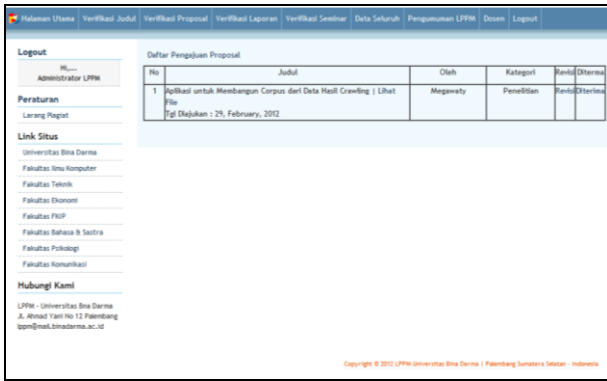 Halaman Utama Verifikasi Judul Verifikasi Proposal Verifikasi Laporan Verifikasi Seminar Data Seluruh Pengumuman LPPM Dosen Logout
Logout
Hi,....
Administrator LPPM
Peraturan
Larang Plagiat
Link Situs
Universitas Bina Darma
Fakultas Ilmu Komputer
Fakultas Teknik
Fakultas Ekonomi
Fakultas FKIP
Fakultas Bahasa & Sastra
Fakultas Psikologi
Fakultas Komunikasi
Hubungi Kami
LPPM - Universitas Bna Darma
JL. Ahmad Yani No 12 Palembang
lppm@mail.binadarma.ac.id
Daftar Pengajuan Proposal
No Judul Oleh Kategori Revisi Diterma
1 Aplikasi untuk Membangun Corpus dari Data Hasil Crawling | Lihat Megawaty Penelitian Revisi Diterima
File
Tgl Diajukan : 29, February, 2012
Copyright © 2012 LPPM Universitas Bina Darma | Palembang Sumatera Selatan - Indonesia